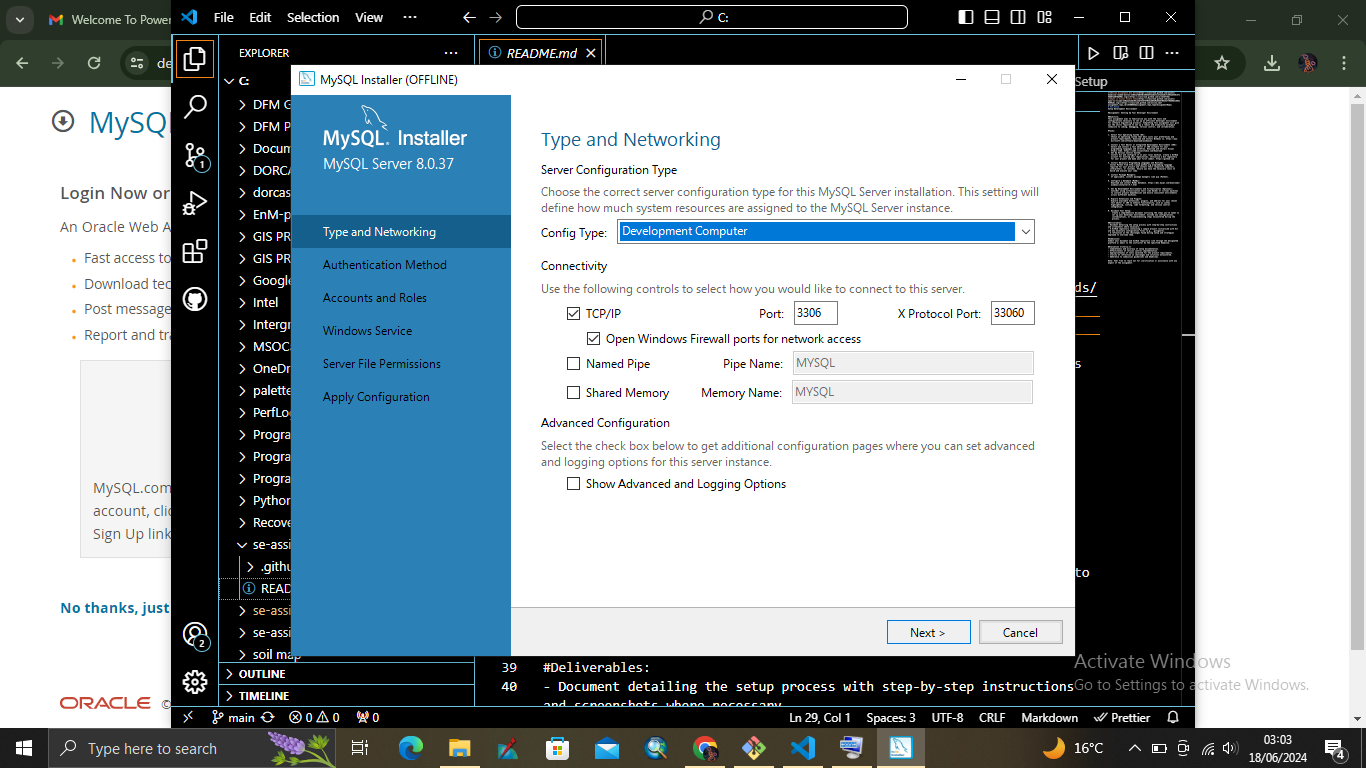 Welcome To Power
File Edit Selection View ···
C:
de
MySQL
Login Now or
An Oracle Web A
Fast access to
Download tec
Post message
Report and tra
MySQL.com
account, clic
Sign Up link
No thanks, just
ORACLE ©
EXPLORER ···
README.md
C:
DFM G
DFM P
Docum
DORCA
dorcas
EnM-p
GIS PR
GIS PR
Google
Intel
Intergr
MSOCa
OneDr
palette
PerfLo
Progra
Progra
Progra
Python
Recove
se-assi
.githu
READ
se-assi
se-assi
soil map
OUTLINE
TIMELINE
1
2
MySQL Installer (OFFLINE)
MySQL Installer
MySQL Server 8.0.37
Type and Networking
Authentication Method
Accounts and Roles
Windows Service
Server File Permissions
Apply Configuration
Type and Networking
Server Configuration Type
Choose the correct server configuration type for this MySQL Server installation. This setting will
define how much system resources are assigned to the MySQL Server instance.
Config Type: Development Computer
Connectivity
Use the following controls to select how you would like to connect to this server.
TCP/IP Port: 3306 X Protocol Port: 33060
Open Windows Firewall ports for network access
Named Pipe Pipe Name: MYSQL
Shared Memory Memory Name: MYSQL
Advanced Configuration
Select the check box below to get additional configuration pages where you can set advanced
and logging options for this server instance.
Show Advanced and Logging Options
Next > Cancel
Setup
ds/
s
to
39 #Deliverables:
40 - Document detailing the setup process with step-by-step instructions
and screenshots where necessary
Activate Windows
Go to Settings to activate Windows.
main 0 0 0 Ln 29, Col 1 Spaces: 3 UTF-8 CRLF Markdown Prettier
Type here to search
16°C
03:03
18/06/2024
4